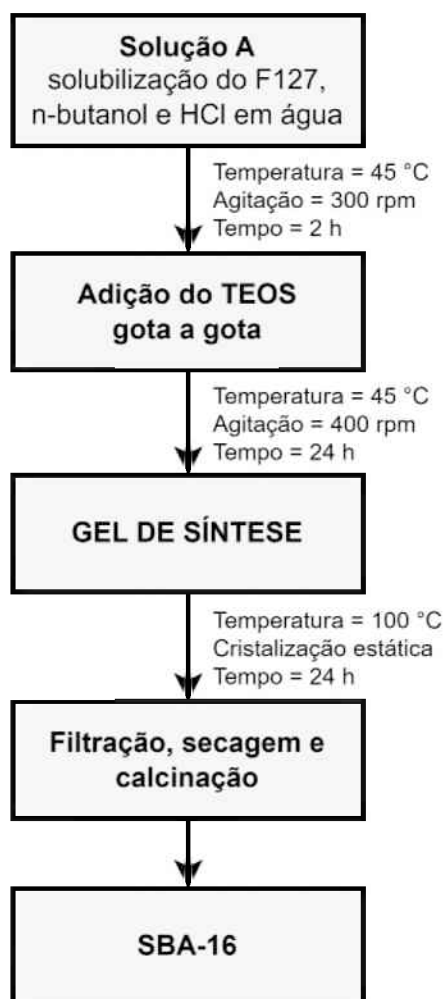 Solução A
solubilização do F127,
n-butanol e HCl em água
Temperatura = 45 °C
Agitação = 300 rpm
Tempo = 2 h
Adição do TEOS
gota a gota
Temperatura = 45 °C
Agitação = 400 rpm
Tempo = 24 h
GEL DE SÍNTESE
Temperatura = 100 °C
Cristalização estática
Tempo = 24 h
Filtração, secagem e
calcinação
SBA-16